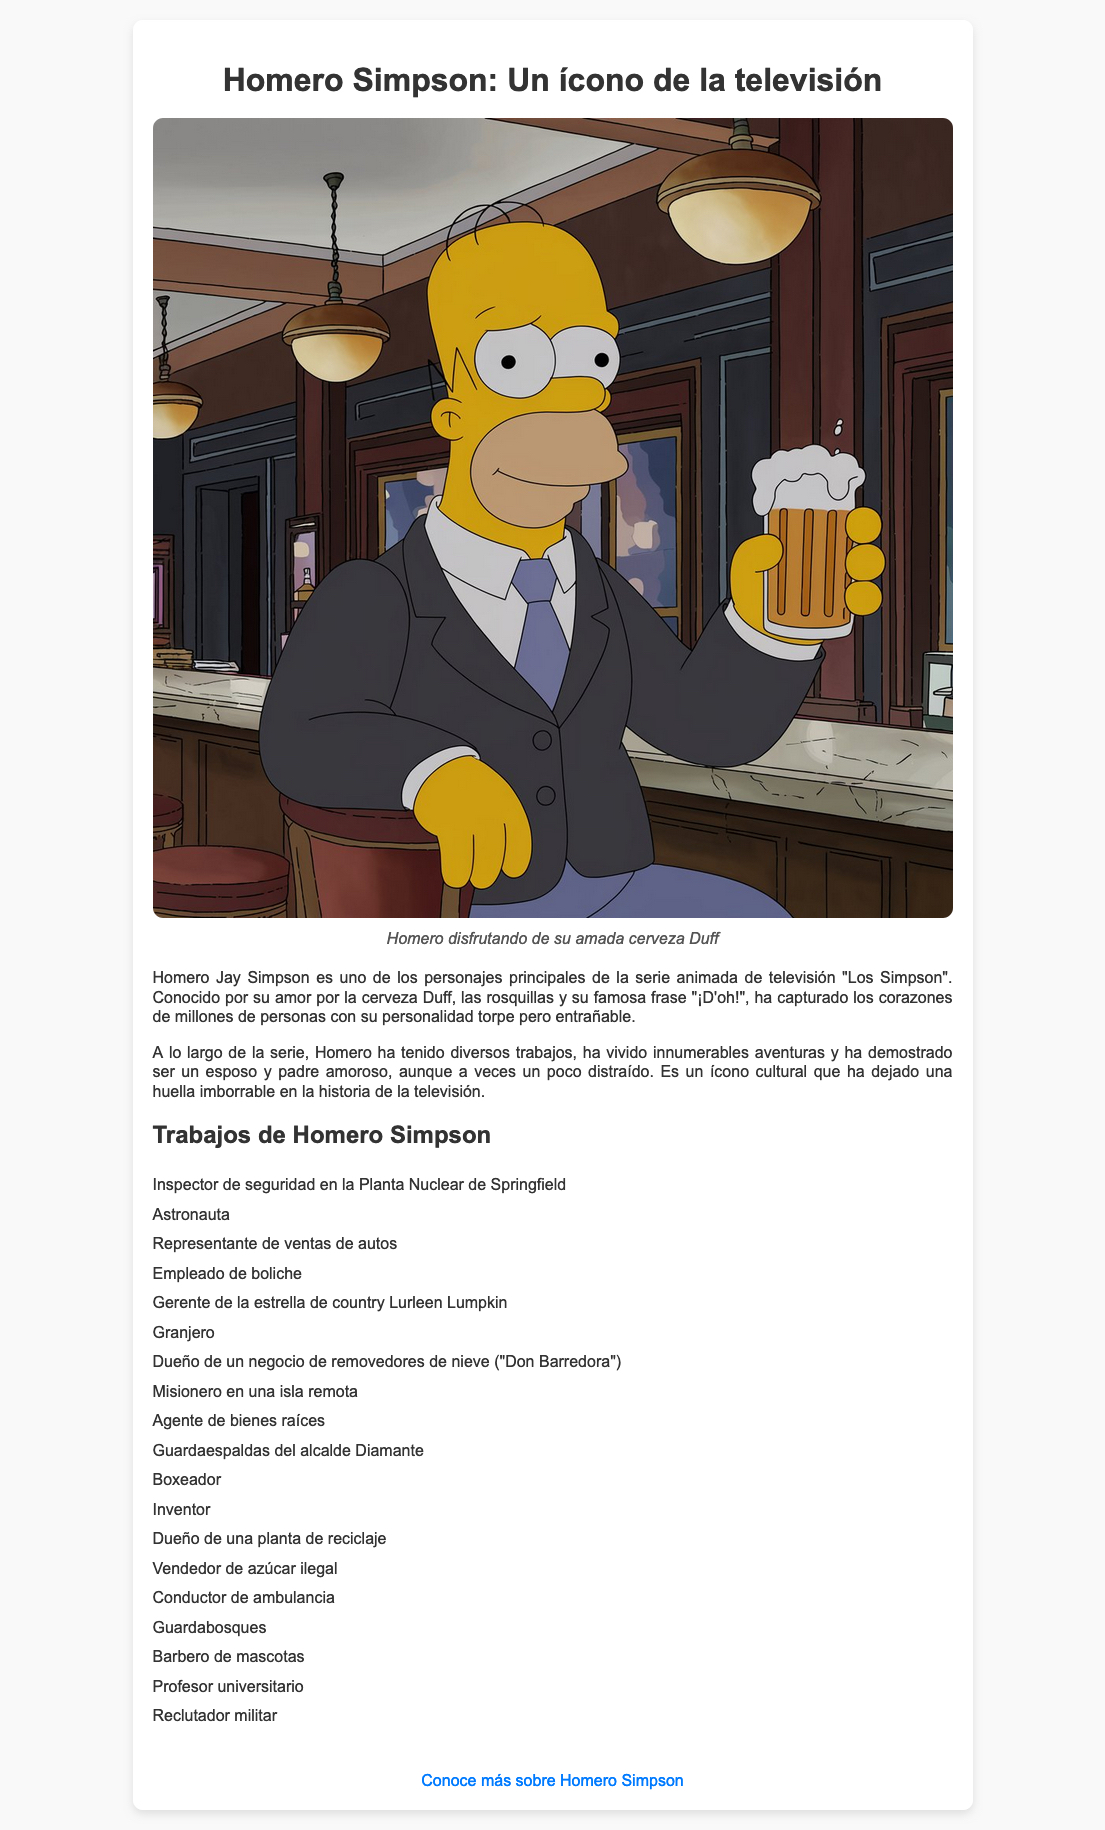 Homero Simpson: Un ícono de la televisión
Homero disfrutando de su amada cerveza Duff
Homero Jay Simpson es uno de los personajes principales de la serie animada de televisión "Los Simpson".
Conocido por su amor por la cerveza Duff, las rosquillas y su famosa frase "¡D'oh!", ha capturado los corazones
de millones de personas con su personalidad torpe pero entrañable.
A lo largo de la serie, Homero ha tenido diversos trabajos, ha vivido innumerables aventuras y ha demostrado
ser un esposo y padre amoroso, aunque a veces un poco distraído. Es un ícono cultural que ha dejado una
huella imborrable en la historia de la televisión.
Trabajos de Homero Simpson
Inspector de seguridad en la Planta Nuclear de Springfield
Astronauta
Representante de ventas de autos
Empleado de boliche
Gerente de la estrella de country Lurleen Lumpkin
Granjero
Dueño de un negocio de removedores de nieve ("Don Barredora")
Misionero en una isla remota
Agente de bienes raíces
Guardaespaldas del alcalde Diamante
Boxeador
Inventor
Dueño de una planta de reciclaje
Vendedor de azúcar ilegal
Conductor de ambulancia
Guardabosques
Barbero de mascotas
Profesor universitario
Reclutador militar
Conoce más sobre Homero Simpson